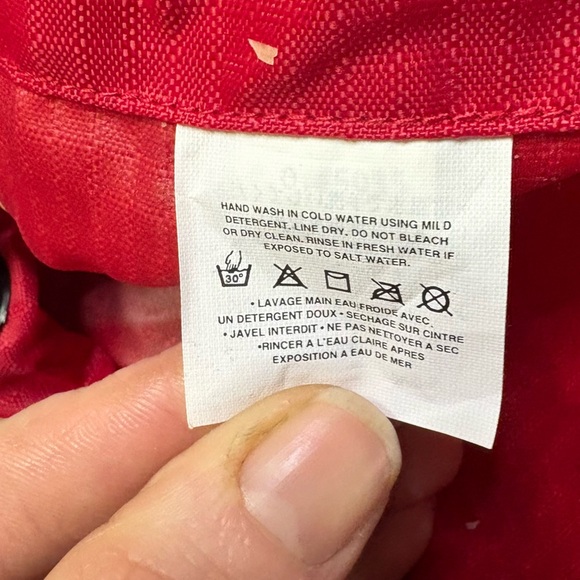 HAND WASH IN COLD WATER USING MILD
DETERGENT. LINE DRY. DO NOT BLEACH
OR DRY CLEAN. RINSE IN FRESH WATER IF
EXPOSED TO SALT WATER.
30°
• LAVAGE MAIN EAU FROIDE AVEC
UN DETERGENT DOUX • SECHAGE SUR CINTRE
• JAVEL INTERDIT • NE PAS NETTOYER A SEC
•RINCER A L'EAU CLAIRE APRES
EXPOSITION A EAU DE MER